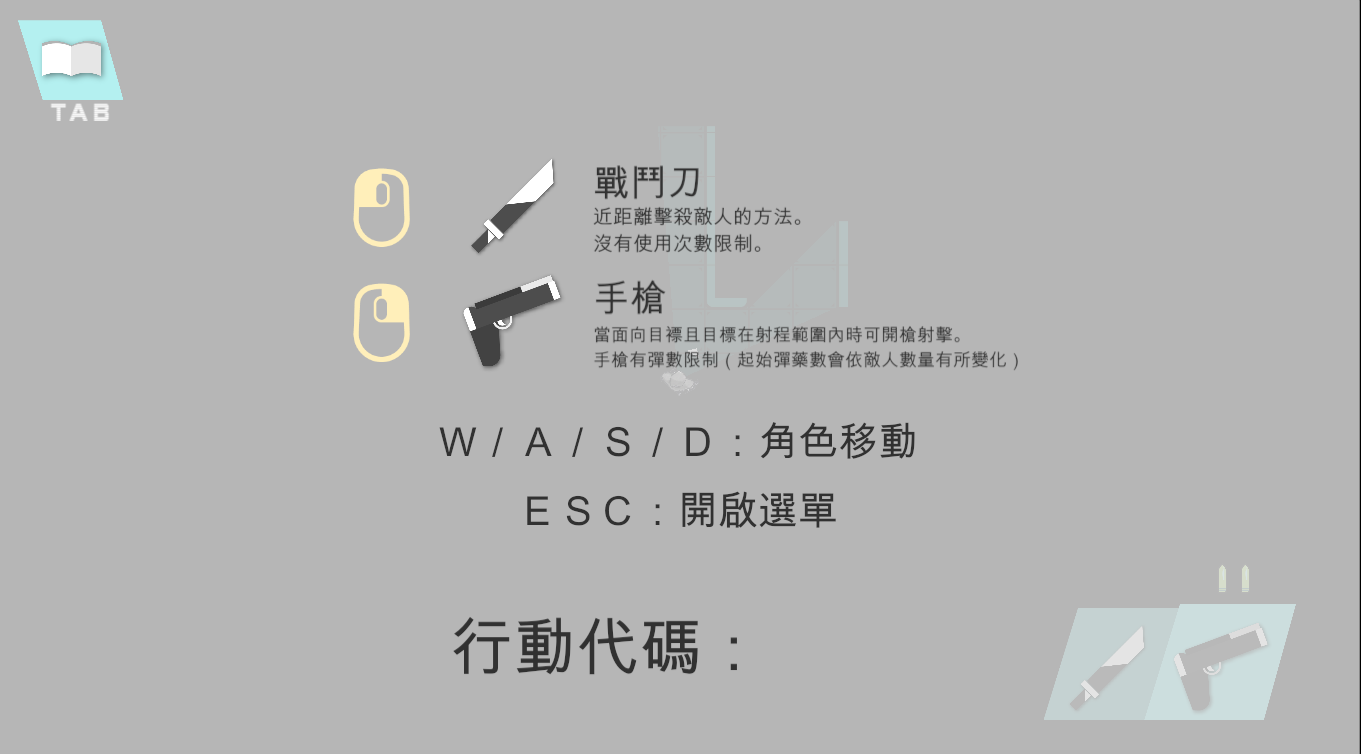 TAB
戰鬥刀
近距離擊殺敵人的方法。
沒有使用次數限制。
手槍
當面向目標且目標在射程範圍內時可開槍射擊。
手槍有彈數限制（起始彈藥數會依敵人數量有所變化）
W / A / S / D：角色移動
ESC：開啟選單
行動代碼：